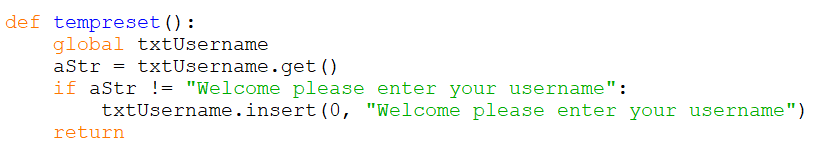 def tempreset():
    global txtUsername
    aStr = txtUsername.get()
    if aStr != "Welcome please enter your username":
        txtUsername.insert(0, "Welcome please enter your username")
    return